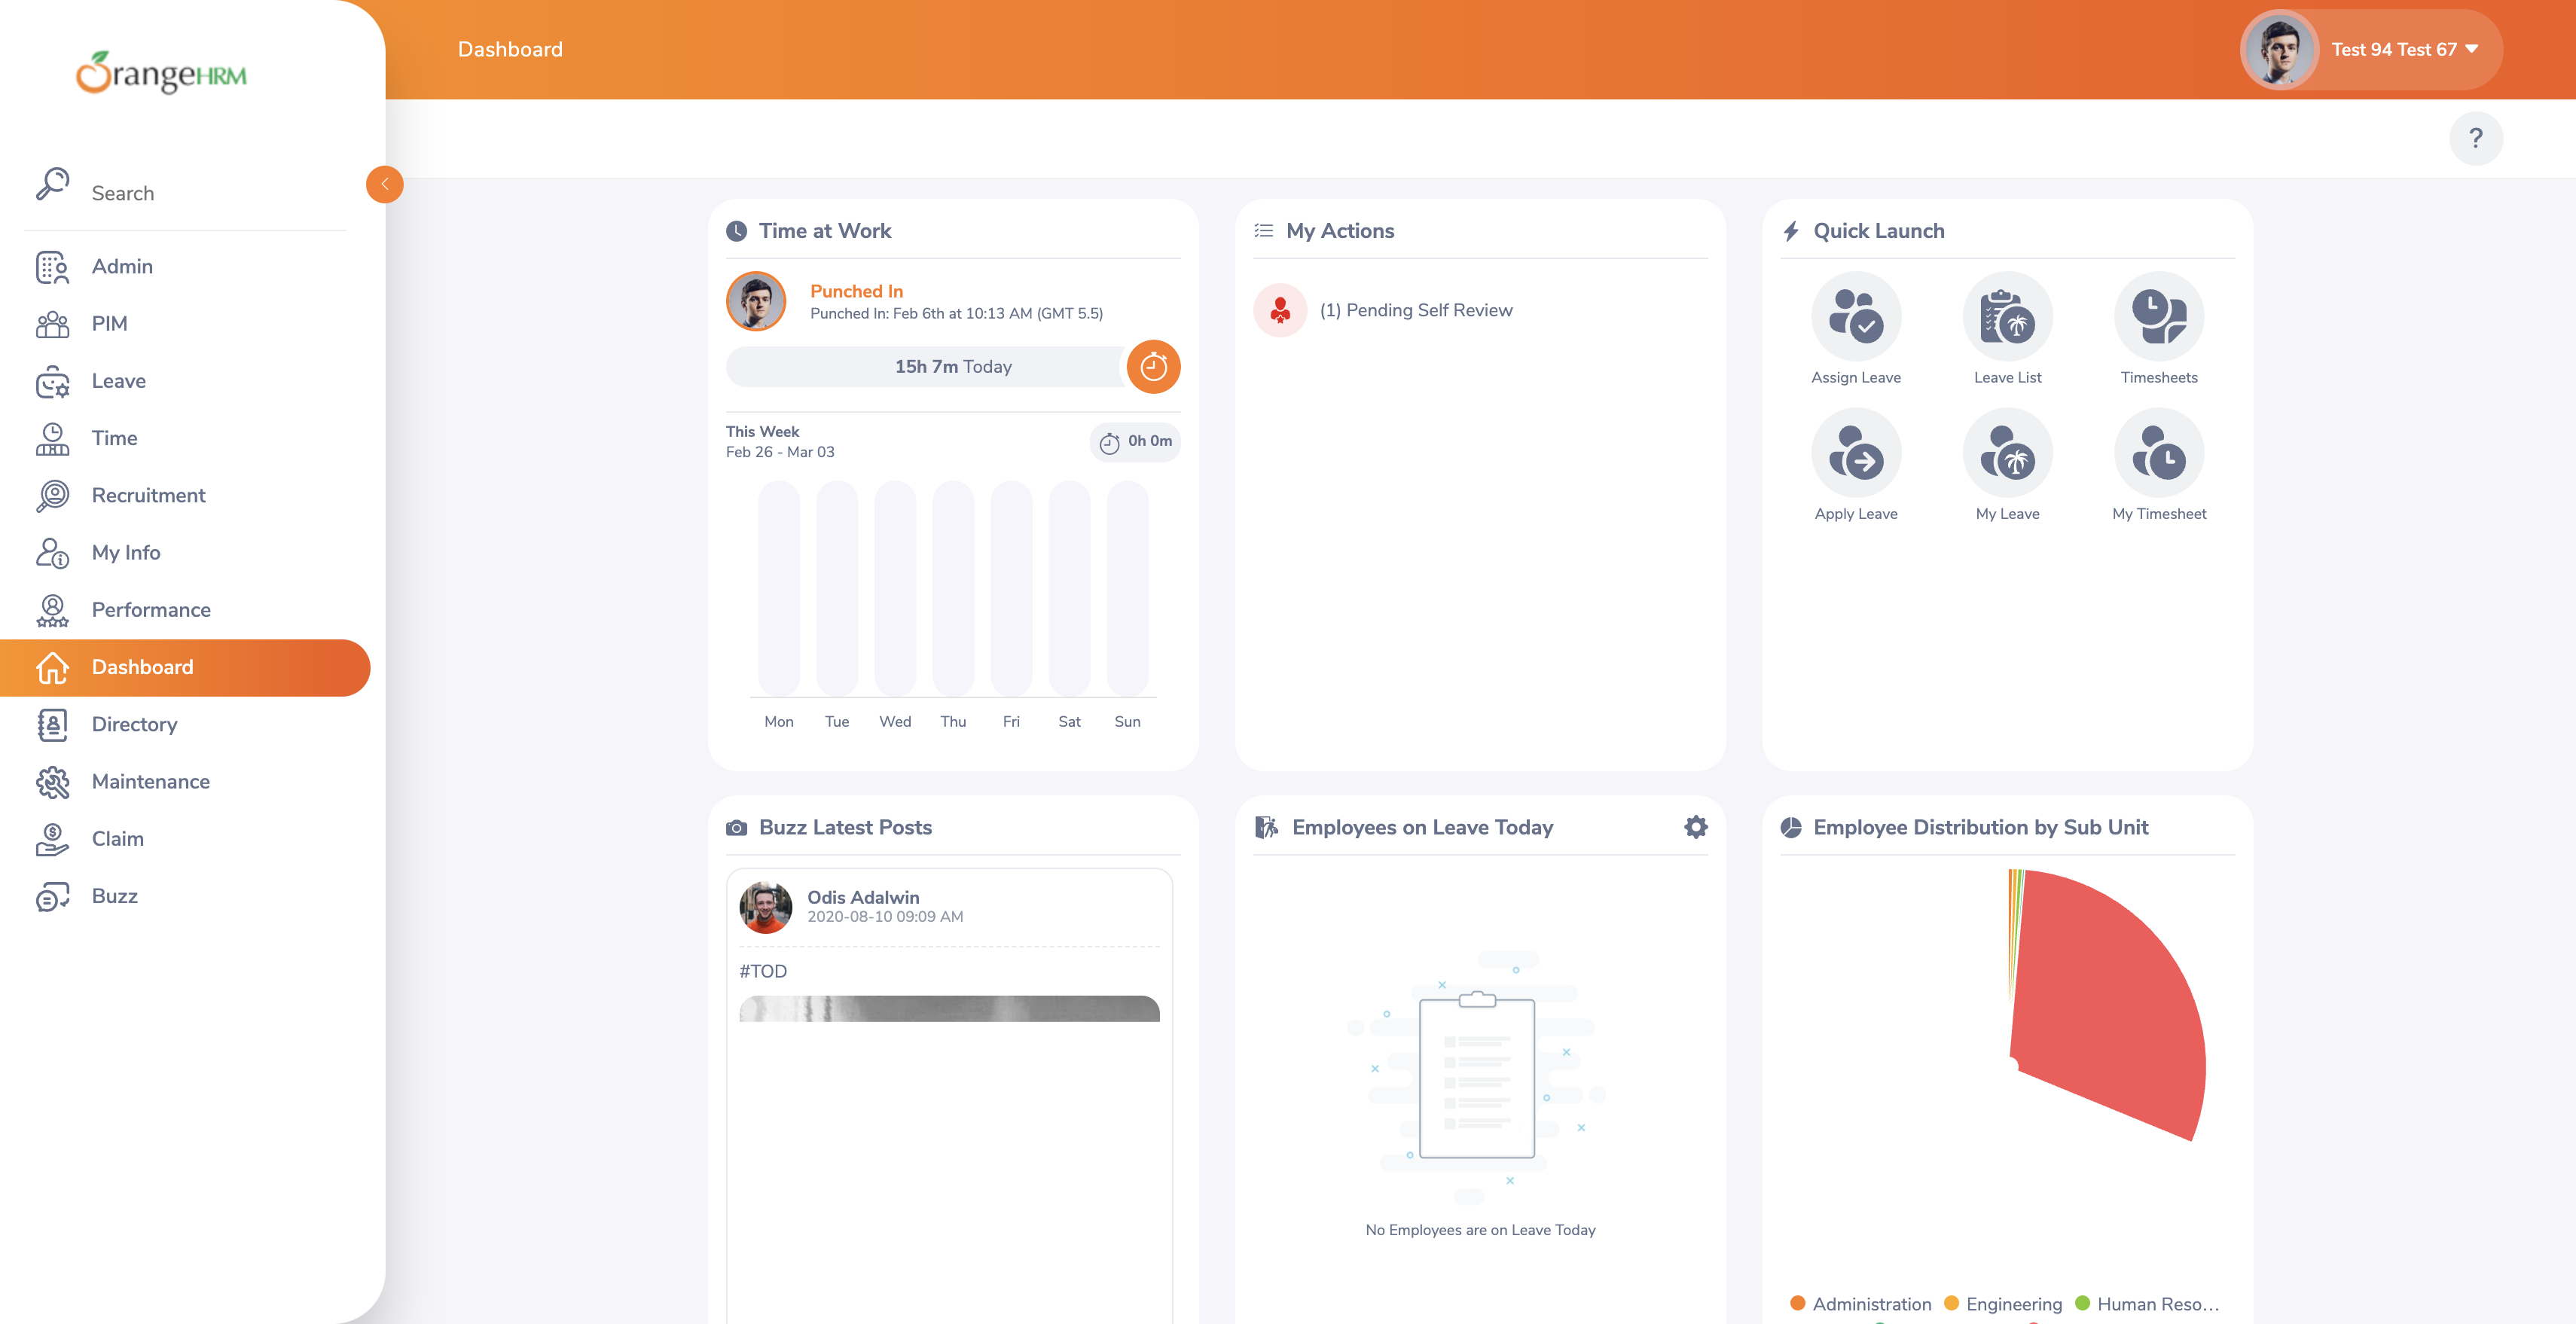 OrangeHRM
Dashboard
Test 94 Test 67
?
Search
Admin
PIM
Leave
Time
Recruitment
My Info
Performance
Dashboard
Directory
Maintenance
Claim
Buzz
Time at Work
Punched In
Punched In: Feb 6th at 10:13 AM (GMT 5.5)
15h 7m Today
This Week
Feb 26 - Mar 03
0h 0m
Mon Tue Wed Thu Fri Sat Sun
My Actions
(1) Pending Self Review
Quick Launch
Assign Leave Leave List Timesheets
Apply Leave My Leave My Timesheet
Buzz Latest Posts
Odis Adalwin
2020-08-10 09:09 AM
#TOD
Employees on Leave Today
No Employees are on Leave Today
Employee Distribution by Sub Unit
Administration Engineering Human Reso...